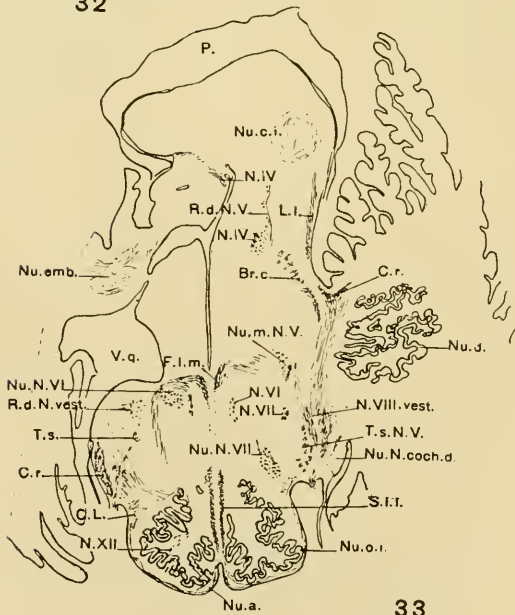 32
P.
Nu.c.i.
N.IV
R.d.N.V.
L.l.
N.IV
Nu.emb.
Br.c.
C.r.
Nu.m.N.V.
Nu.d.
V.q.
F.l.m.
Nu.N.VI
N.VI
R.d.N.vest.
N.VII
N.VIII.vest.
T.s.
T.s.N.V.
Nu.N.VII
Nu.N.coch.d.
C.r.
C.L.
S.i.l.
N.XII
Nu.o.i.
Nu.a.
33